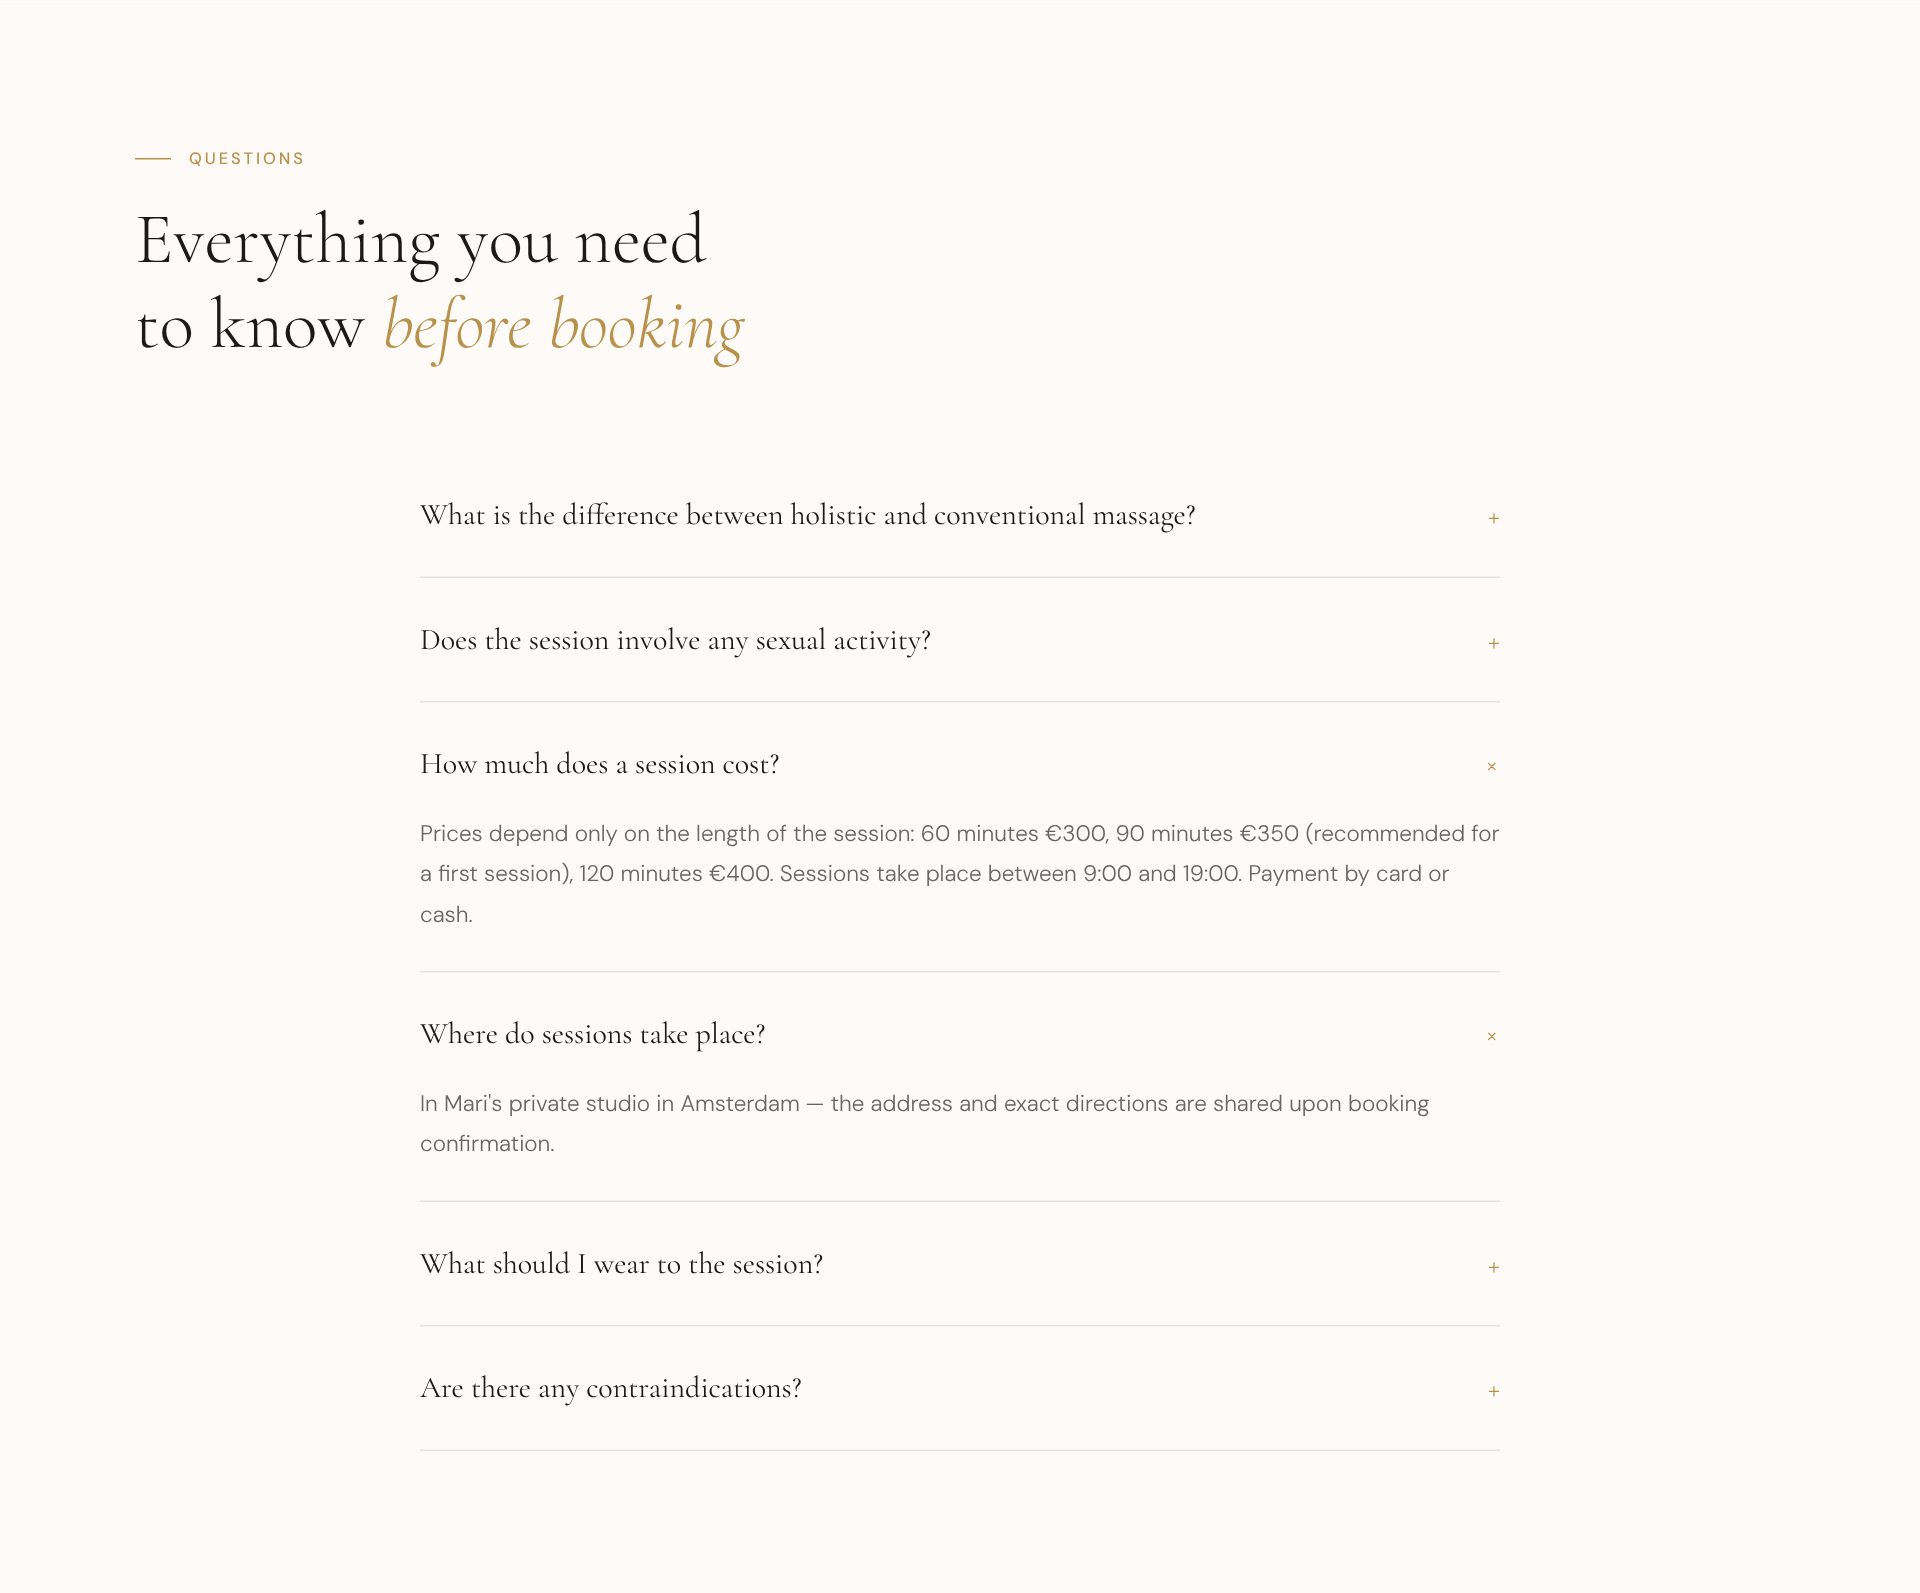 QUESTIONS
Everything you need
to know before booking
What is the difference between holistic and conventional massage?
+
Does the session involve any sexual activity?
+
How much does a session cost?
×
Prices depend only on the length of the session: 60 minutes €300, 90 minutes €350 (recommended for
a first session), 120 minutes €400. Sessions take place between 9:00 and 19:00. Payment by card or
cash.
Where do sessions take place?
×
In Mari's private studio in Amsterdam — the address and exact directions are shared upon booking
confirmation.
What should I wear to the session?
+
Are there any contraindications?
+